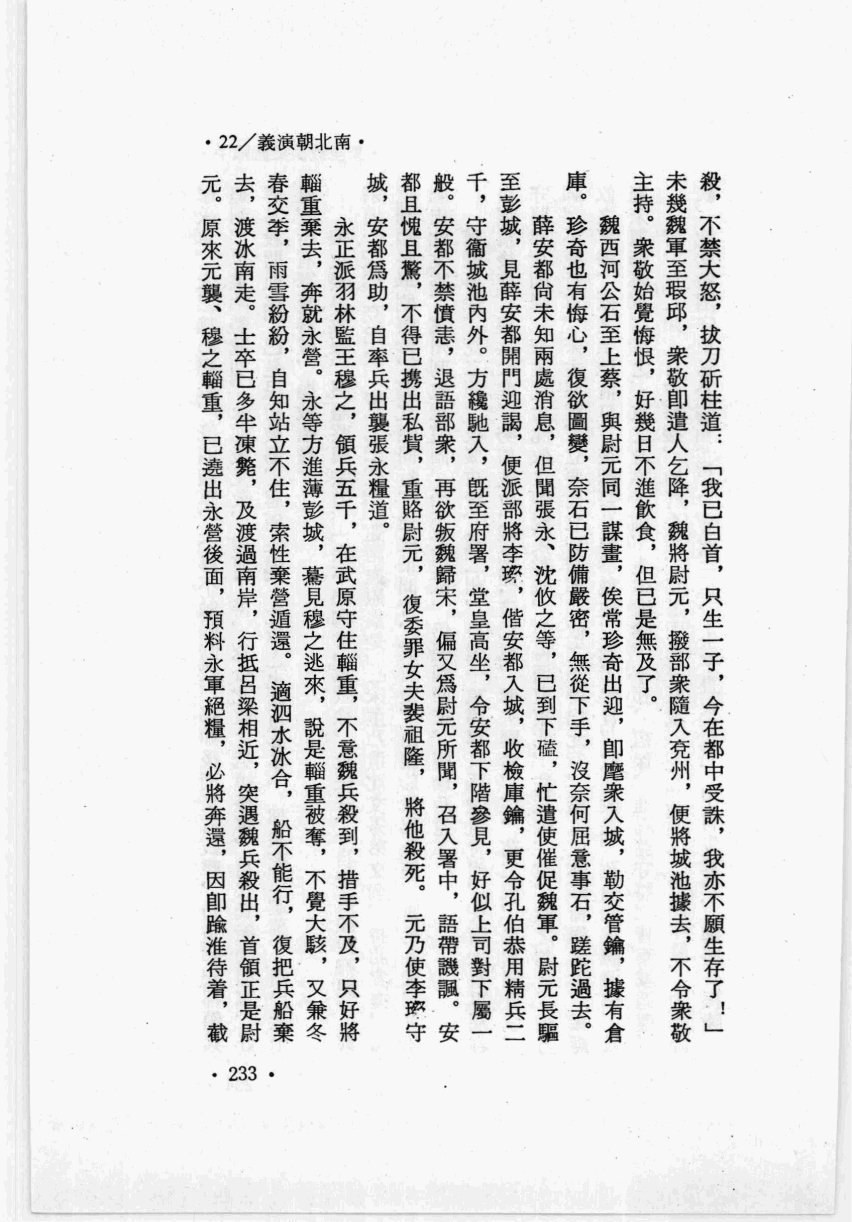 ・22／義演朝北南・
殺，不禁大怒，拔刀斫柱道：「我已白首，只生一子，今在都中受誅，我亦不願生存了！」
未幾魏軍至瑕邱，衆敬卽遣人乞降，魏將尉元，撥部衆隨入兗州，便將城池據去，不令衆敬
主持。衆敬始覺悔恨，好幾日不進飲食，但已是無及了。
魏西河公石至上蔡，與尉元同一謀畫，俟常珍奇出迎，卽麾衆入城，勒交管鑰，據有倉
庫。珍奇也有悔心，復欲圖變，奈石已防備嚴密，無從下手，沒奈何屈意事石，蹉跎過去。
薛安都尙未知兩處消息，但聞張永、沈攸之等，已到下磕，忙遣使催促魏軍。尉元長驅
至彭城，見薛安都開門迎謁，便派部將李璨，偕安都入城，收檢庫鑰，更令孔伯恭用精兵二
千，守衞城池內外。方纔馳入，旣至府署，堂皇高坐，令安都下階參見，好似上司對下屬一
般。安都不禁憤恚，退語部衆，再欲叛魏歸宋，偏又爲尉元所聞，召入署中，語帶譏諷。安
都且愧且驚，不得已携出私貲，重賂尉元，復委罪女夫裴祖隆，將他殺死。元乃使李璨守
城，安都爲助，自率兵出襲張永糧道。
永正派羽林監王穆之，領兵五千，在武原守住輜重，不意魏兵殺到，措手不及，只好將
輜重棄去，奔就永營。永等方進薄彭城，驀見穆之逃來，說是輜重被奪，不覺大駭，又兼冬
春交季，雨雪紛紛，自知站立不住，索性棄營遁還。適泗水冰合，船不能行，復把兵船棄
去，渡冰南走。士卒已多半凍斃，及渡過南岸，行抵呂梁相近，突遇魏兵殺出，首領正是尉
元。原來元襲、穆之輜重，已遶出永營後面，預料永軍絕糧，必將奔還，因卽踰淮待着，截
・233・